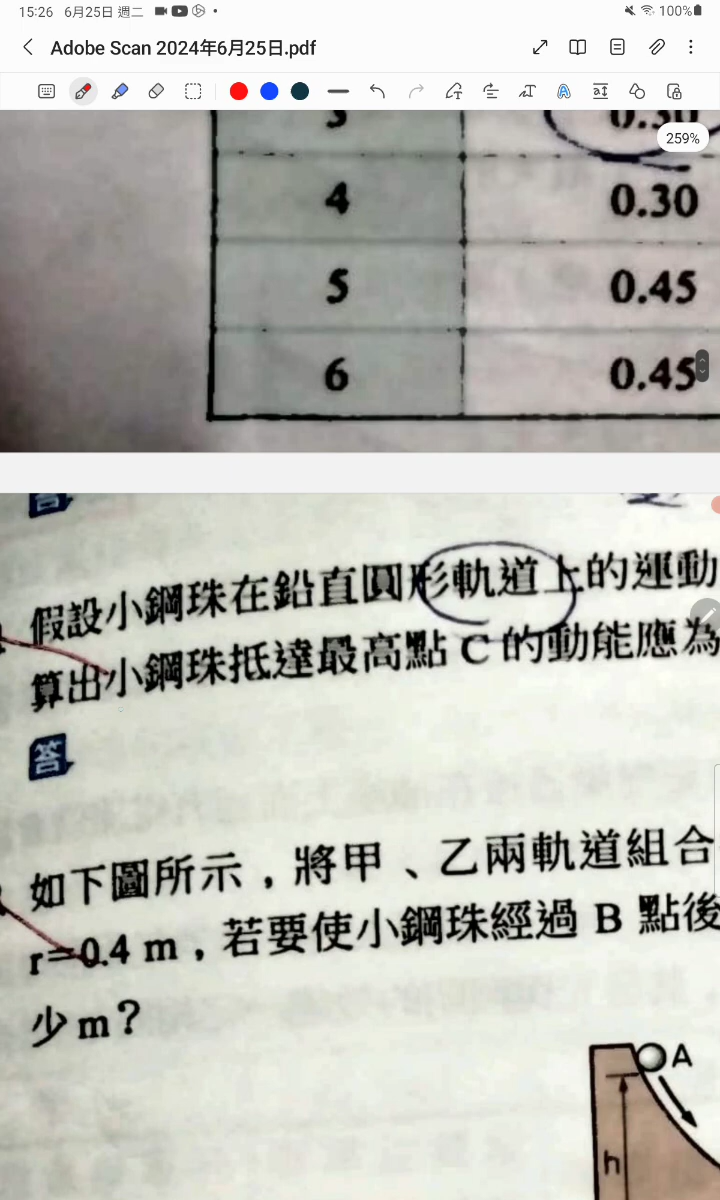 15:26 6月25日 週二 100%
Adobe Scan 2024年6月25日.pdf
259%
3 0.30
4 0.30
5 0.45
6 0.45
答
假設小鋼珠在鉛直圓形軌道上的運動
算出小鋼珠抵達最高點 C 的動能應為
答
如下圖所示，將甲、乙兩軌道組合
r=0.4 m，若要使小鋼珠經過 B 點後
少 m？
A
h